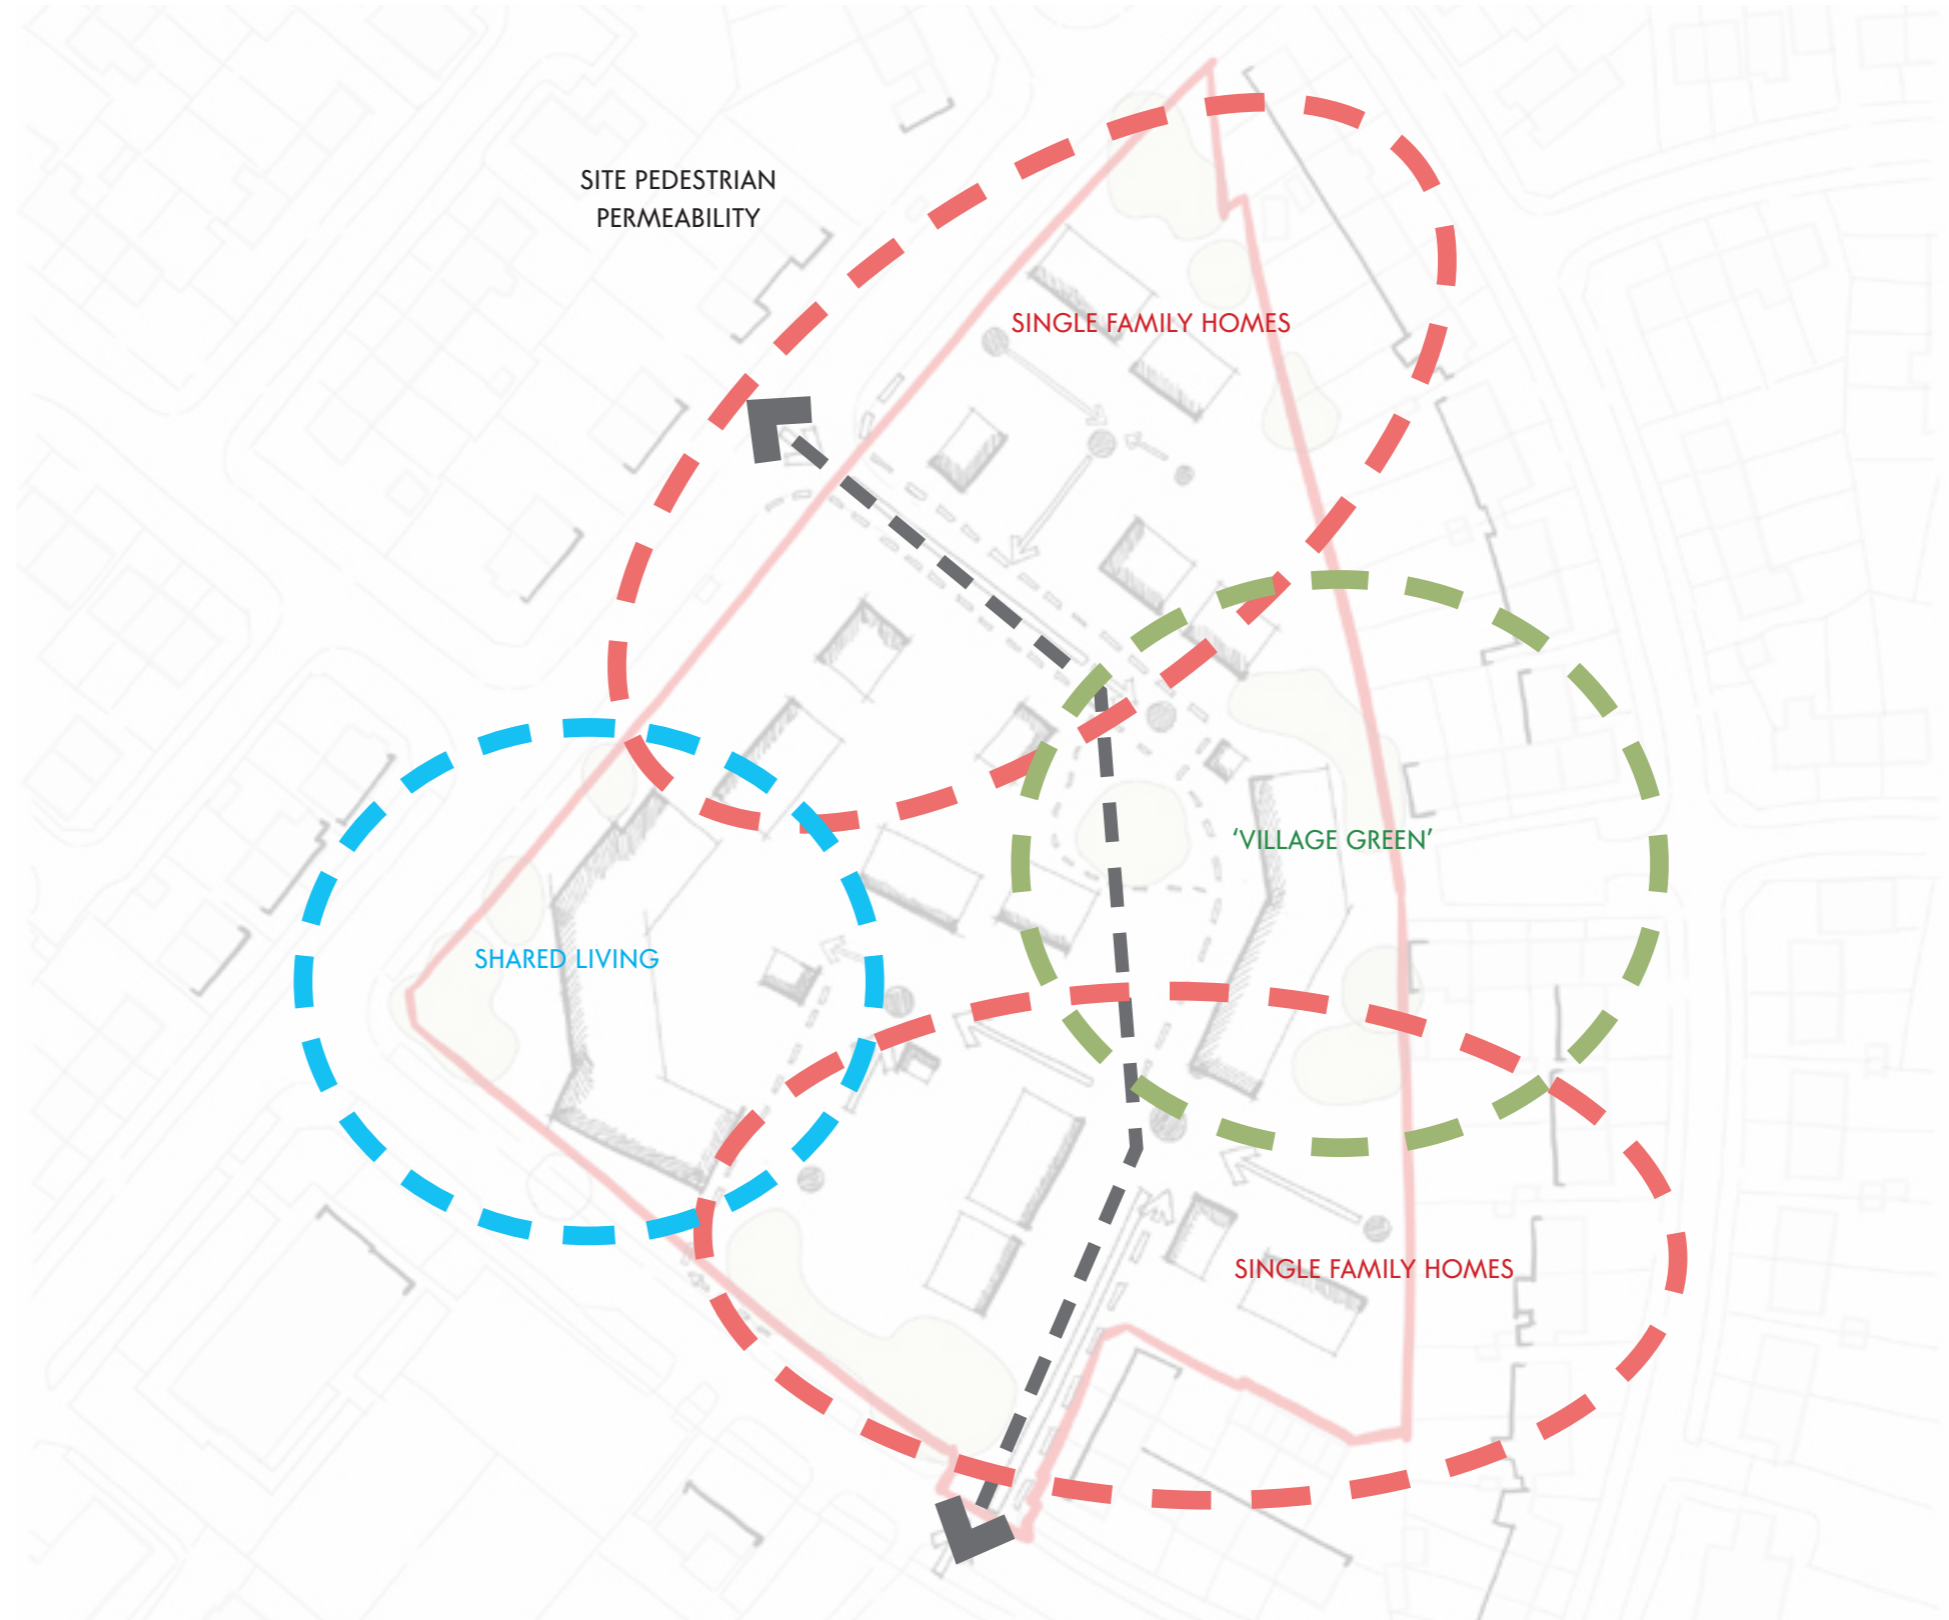 SITE PEDESTRIAN
PERMEABILITY
SINGLE FAMILY HOMES
‘VILLAGE GREEN’
SHARED LIVING
SINGLE FAMILY HOMES